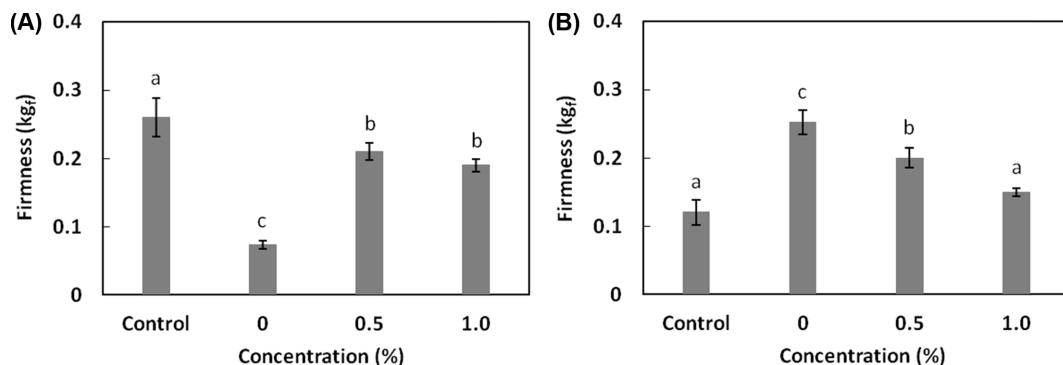 (A)
Firmness (kgf)
0.4
0.3
0.2
0.1
0
a
c
b
b
Control 0 0.5 1.0
Concentration (%)
(B)
Firmness (kgf)
0.4
0.3
0.2
0.1
0
a
c
b
a
Control 0 0.5 1.0
Concentration (%)